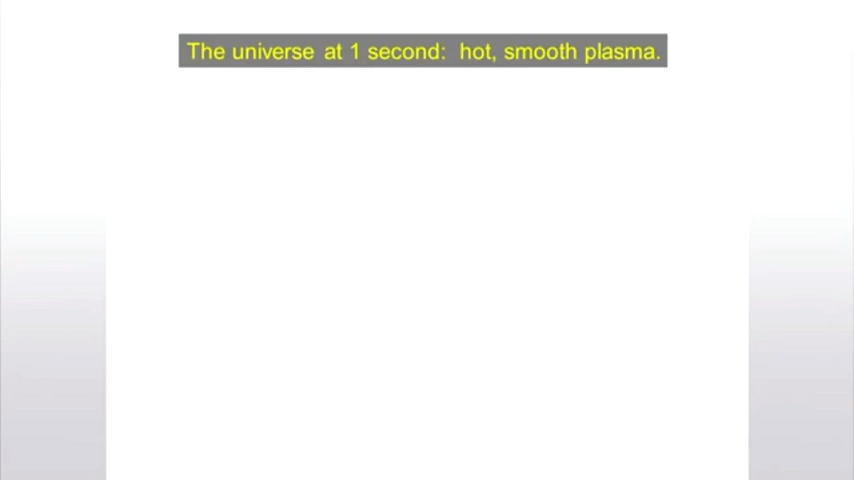 The universe at 1 second: hot, smooth plasma.